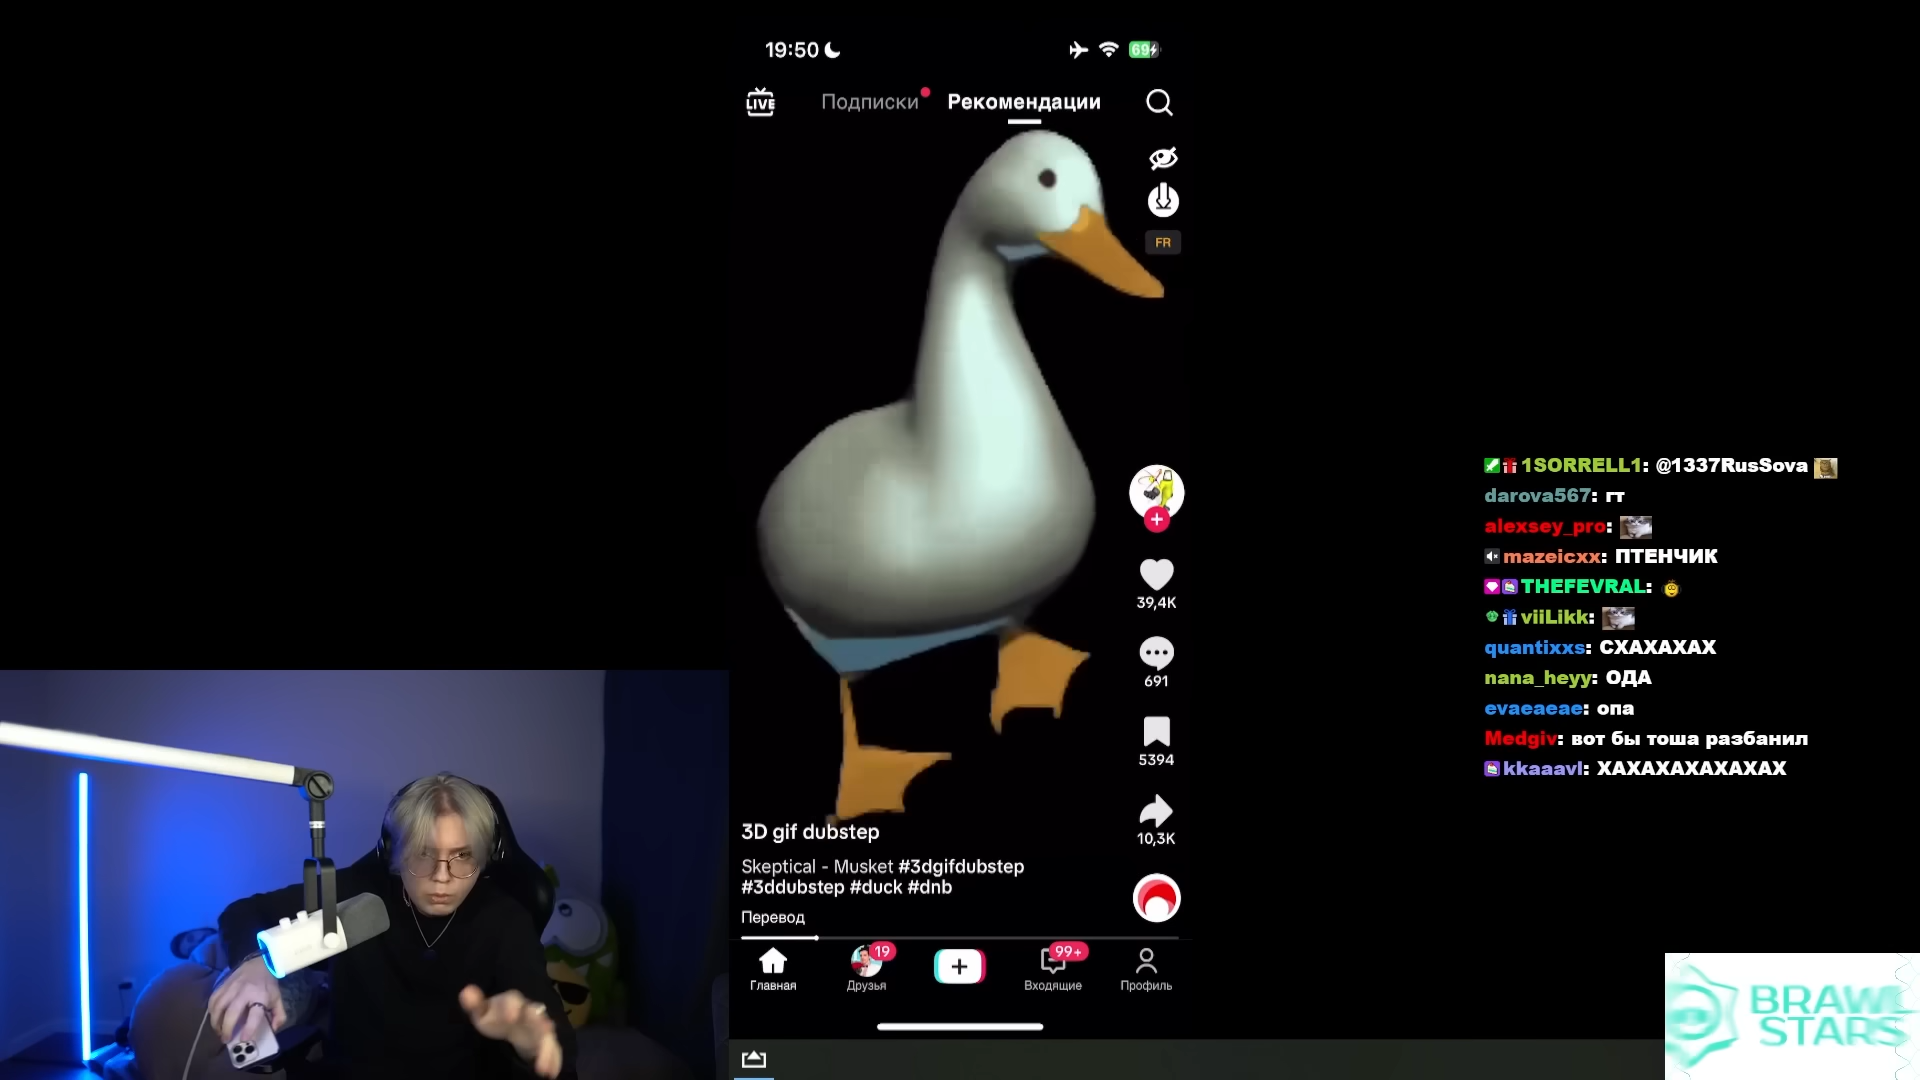 19:50
69
LIVE
Подписки
Рекомендации
FR
39,4K
691
5394
10,3K
3D gif dubstep
Skeptical - Musket #3dgifdubstep
#3ddubstep #duck #dnb
Перевод
19
99+
Главная
Друзья
Входящие
Профиль
1SORRELL1: @1337RusSova
darova567: гт
alexsey_pro:
mazeicxx: ПТЕНЧИК
THEFEVRAL:
viiLikk:
quantixxs: СХАХАХАХ
nana_heyy: ОДА
evaeaeae: опа
Medgiv: вот бы тоша разбанил
kkaaavl: ХАХАХАХАХАХАХ
BRAWL
STARS